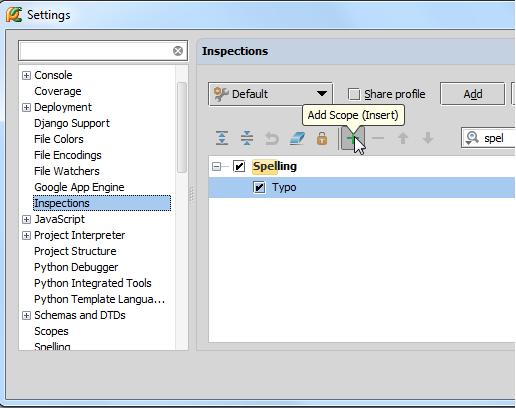 Settings
Inspections
Console
Coverage
Deployment
Django Support
File Colors
File Encodings
File Watchers
Google App Engine
Inspections
JavaScript
Project Interpreter
Project Structure
Python Debugger
Python Integrated Tools
Python Template Langua...
Schemas and DTDs
Scopes
Spelling
Default
Share profile
Add
Add Scope (Insert)
spel
Spelling
Typo